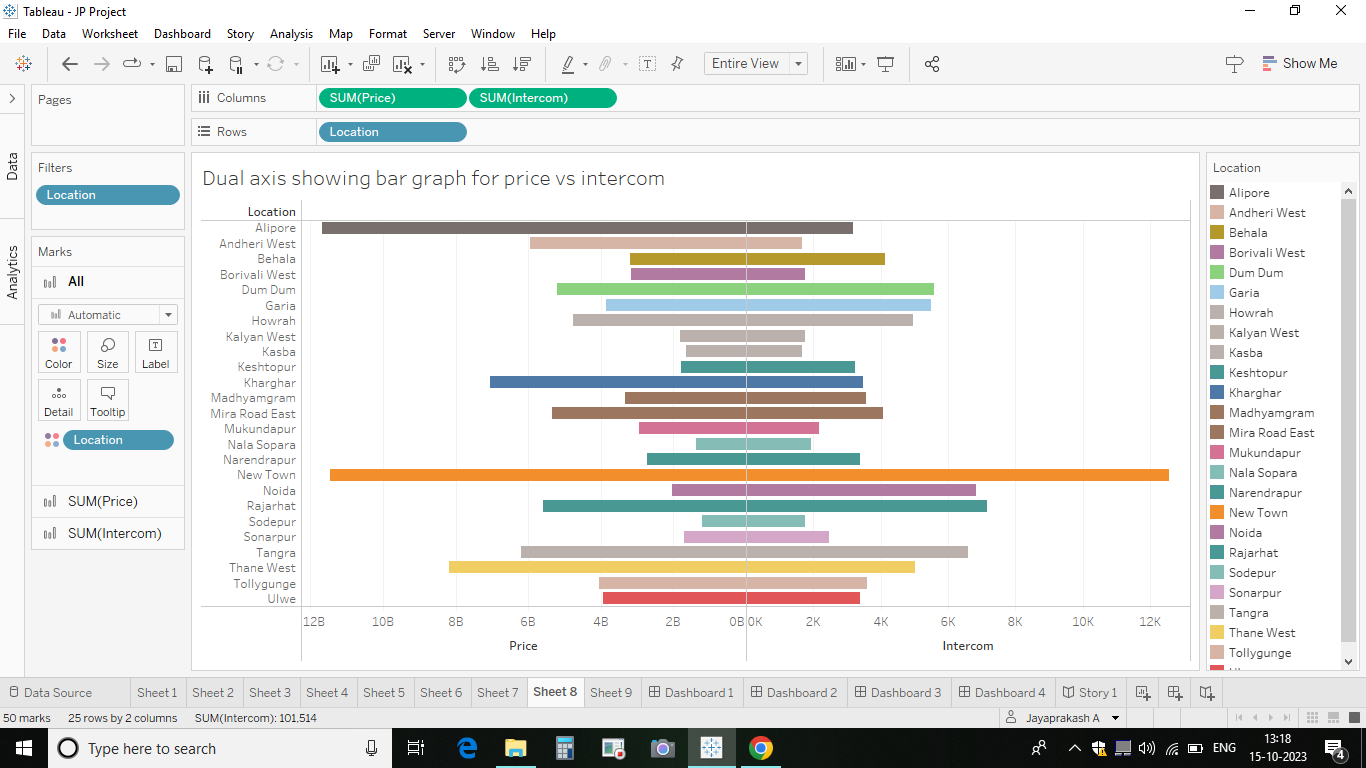 Tableau - JP Project
File Data Worksheet Dashboard Story Analysis Map Format Server Window Help
Entire View
Show Me
Pages
Columns SUM(Price) SUM(Intercom)
Rows Location
Data
Analytics
Filters
Location
Marks
All
Automatic
Color Size Label
Detail Tooltip
Location
SUM(Price)
SUM(Intercom)
Dual axis showing bar graph for price vs intercom
Location
Alipore
Andheri West
Behala
Borivali West
Dum Dum
Garia
Howrah
Kalyan West
Kasba
Keshtopur
Kharghar
Madhyamgram
Mira Road East
Mukundapur
Nala Sopara
Narendrapur
New Town
Noida
Rajarhat
Sodepur
Sonarpur
Tangra
Thane West
Tollygunge
Ulwe
12B 10B 8B 6B 4B 2B 0B 0K 2K 4K 6K 8K 10K 12K
Price Intercom
Location
Alipore
Andheri West
Behala
Borivali West
Dum Dum
Garia
Howrah
Kalyan West
Kasba
Keshtopur
Kharghar
Madhyamgram
Mira Road East
Mukundapur
Nala Sopara
Narendrapur
New Town
Noida
Rajarhat
Sodepur
Sonarpur
Tangra
Thane West
Tollygunge
Data Source Sheet 1 Sheet 2 Sheet 3 Sheet 4 Sheet 5 Sheet 6 Sheet 7 Sheet 8 Sheet 9 Dashboard 1 Dashboard 2 Dashboard 3 Dashboard 4 Story 1
50 marks 25 rows by 2 columns SUM(Intercom): 101,514 Jayaprakash A
Type here to search
ENG
13:18
15-10-2023
4